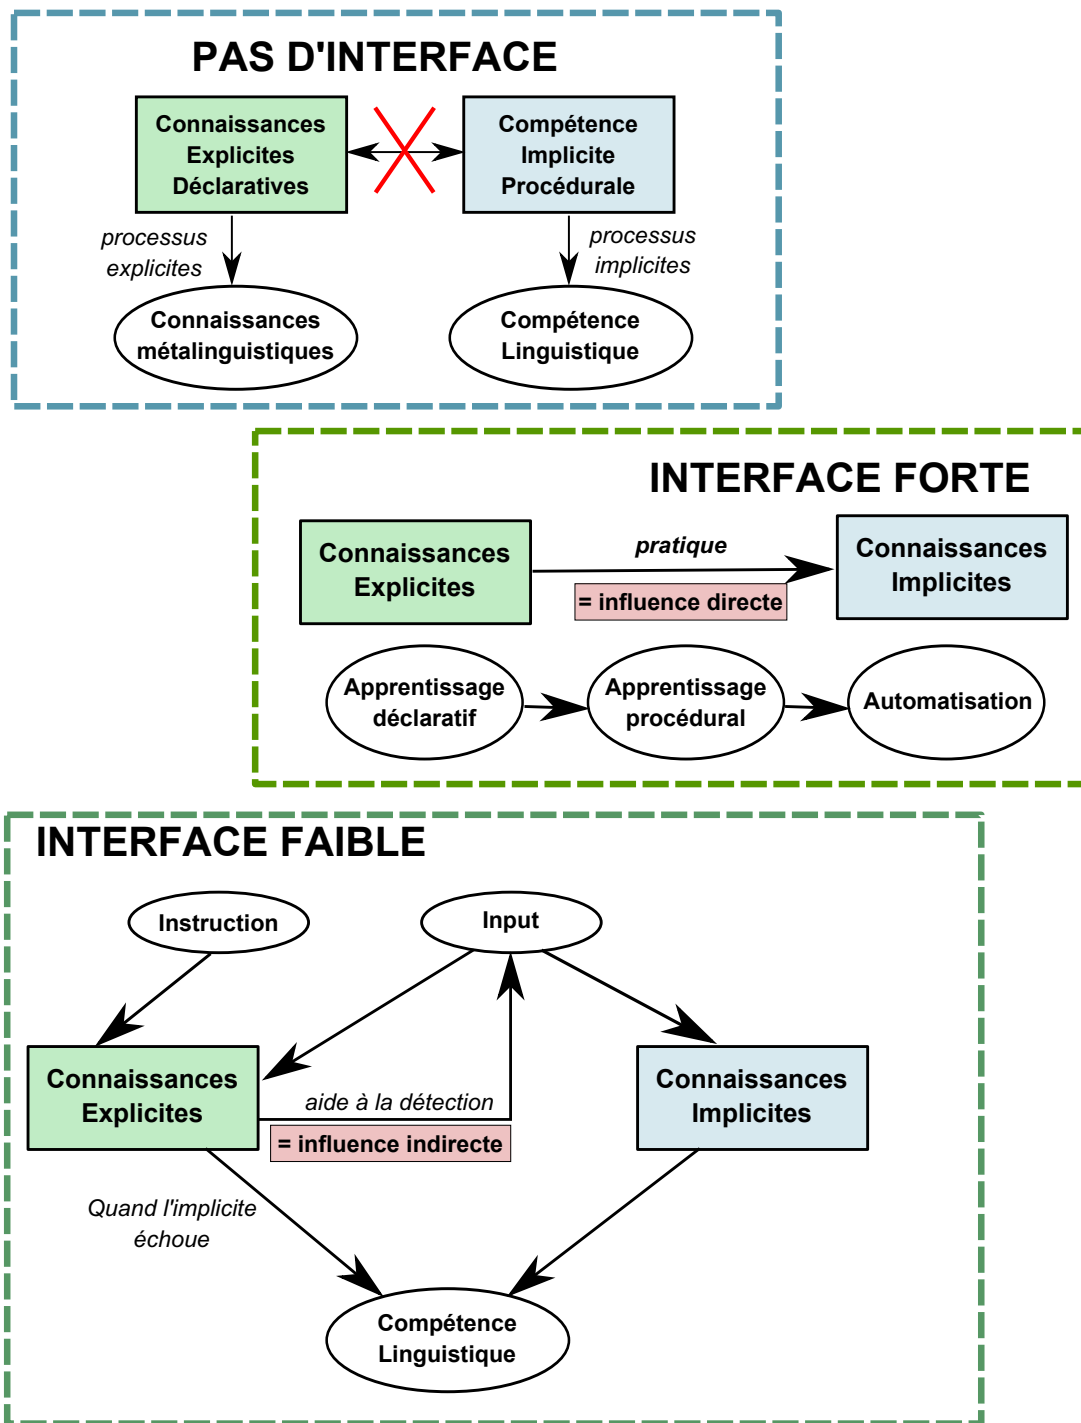 PAS D'INTERFACE
Connaissances
Explicites
Déclaratives
Compétence
Implicite
Procédurale
processus
explicites
processus
implicites
Connaissances
métalinguistiques
Compétence
Linguistique
INTERFACE FORTE
Connaissances
Explicites
pratique
= influence directe
Connaissances
Implicites
Apprentissage
déclaratif
Apprentissage
procédural
Automatisation
INTERFACE FAIBLE
Instruction
Input
Connaissances
Explicites
aide à la détection
= influence indirecte
Connaissances
Implicites
Quand l'implicite
échoue
Compétence
Linguistique